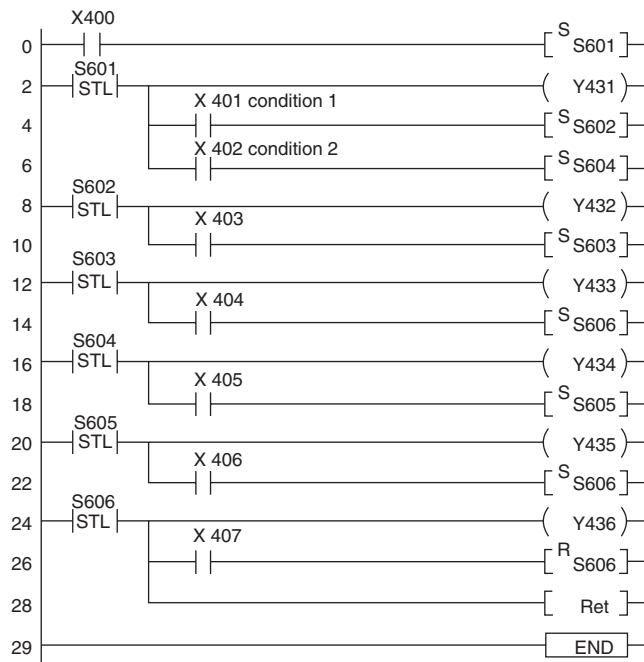 X400
0 S S601
S601
2 STL Y431
X 401 condition 1
4 S S602
X 402 condition 2
6 S S604
S602
8 STL Y432
X 403
10 S S603
S603
12 STL Y433
X 404
14 S S606
S604
16 STL Y434
X 405
18 S S605
S605
20 STL Y435
X 406
22 S S606
S606
24 STL Y436
X 407
26 R S606
28 Ret
29 END